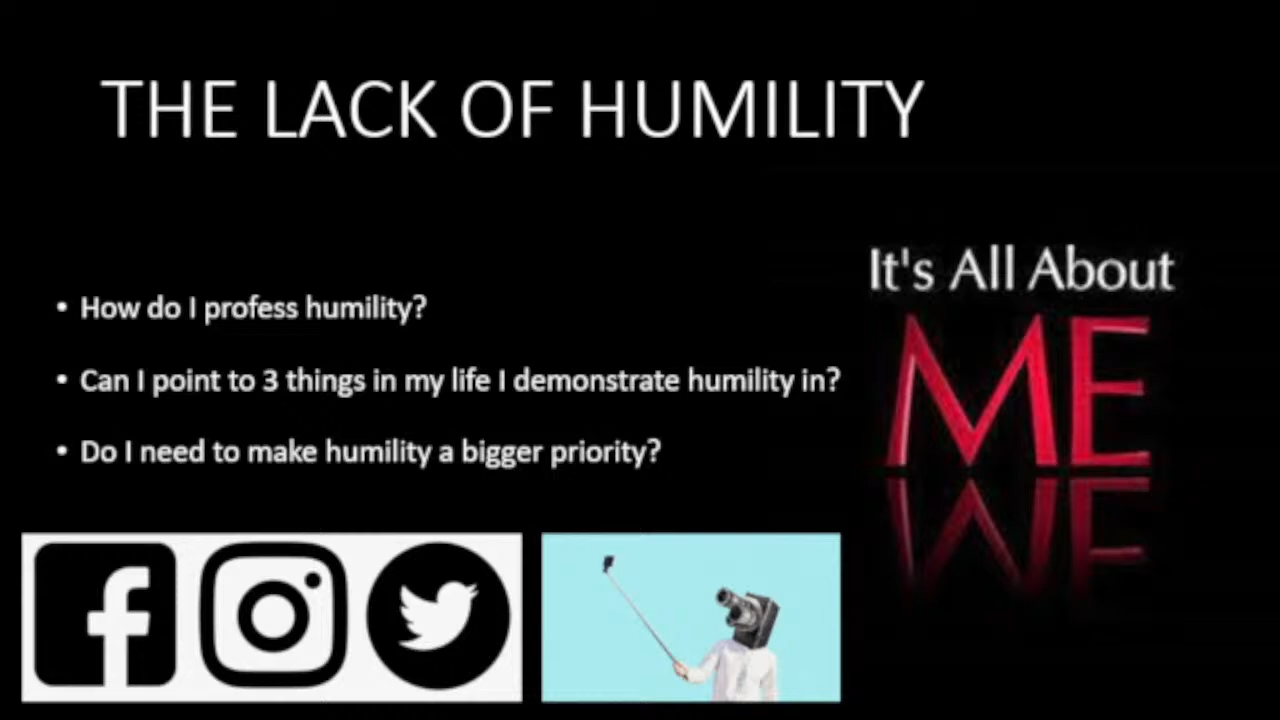 THE LACK OF HUMILITY
• How do I profess humility?
• Can I point to 3 things in my life I demonstrate humility in?
• Do I need to make humility a bigger priority?
It's All About
ME